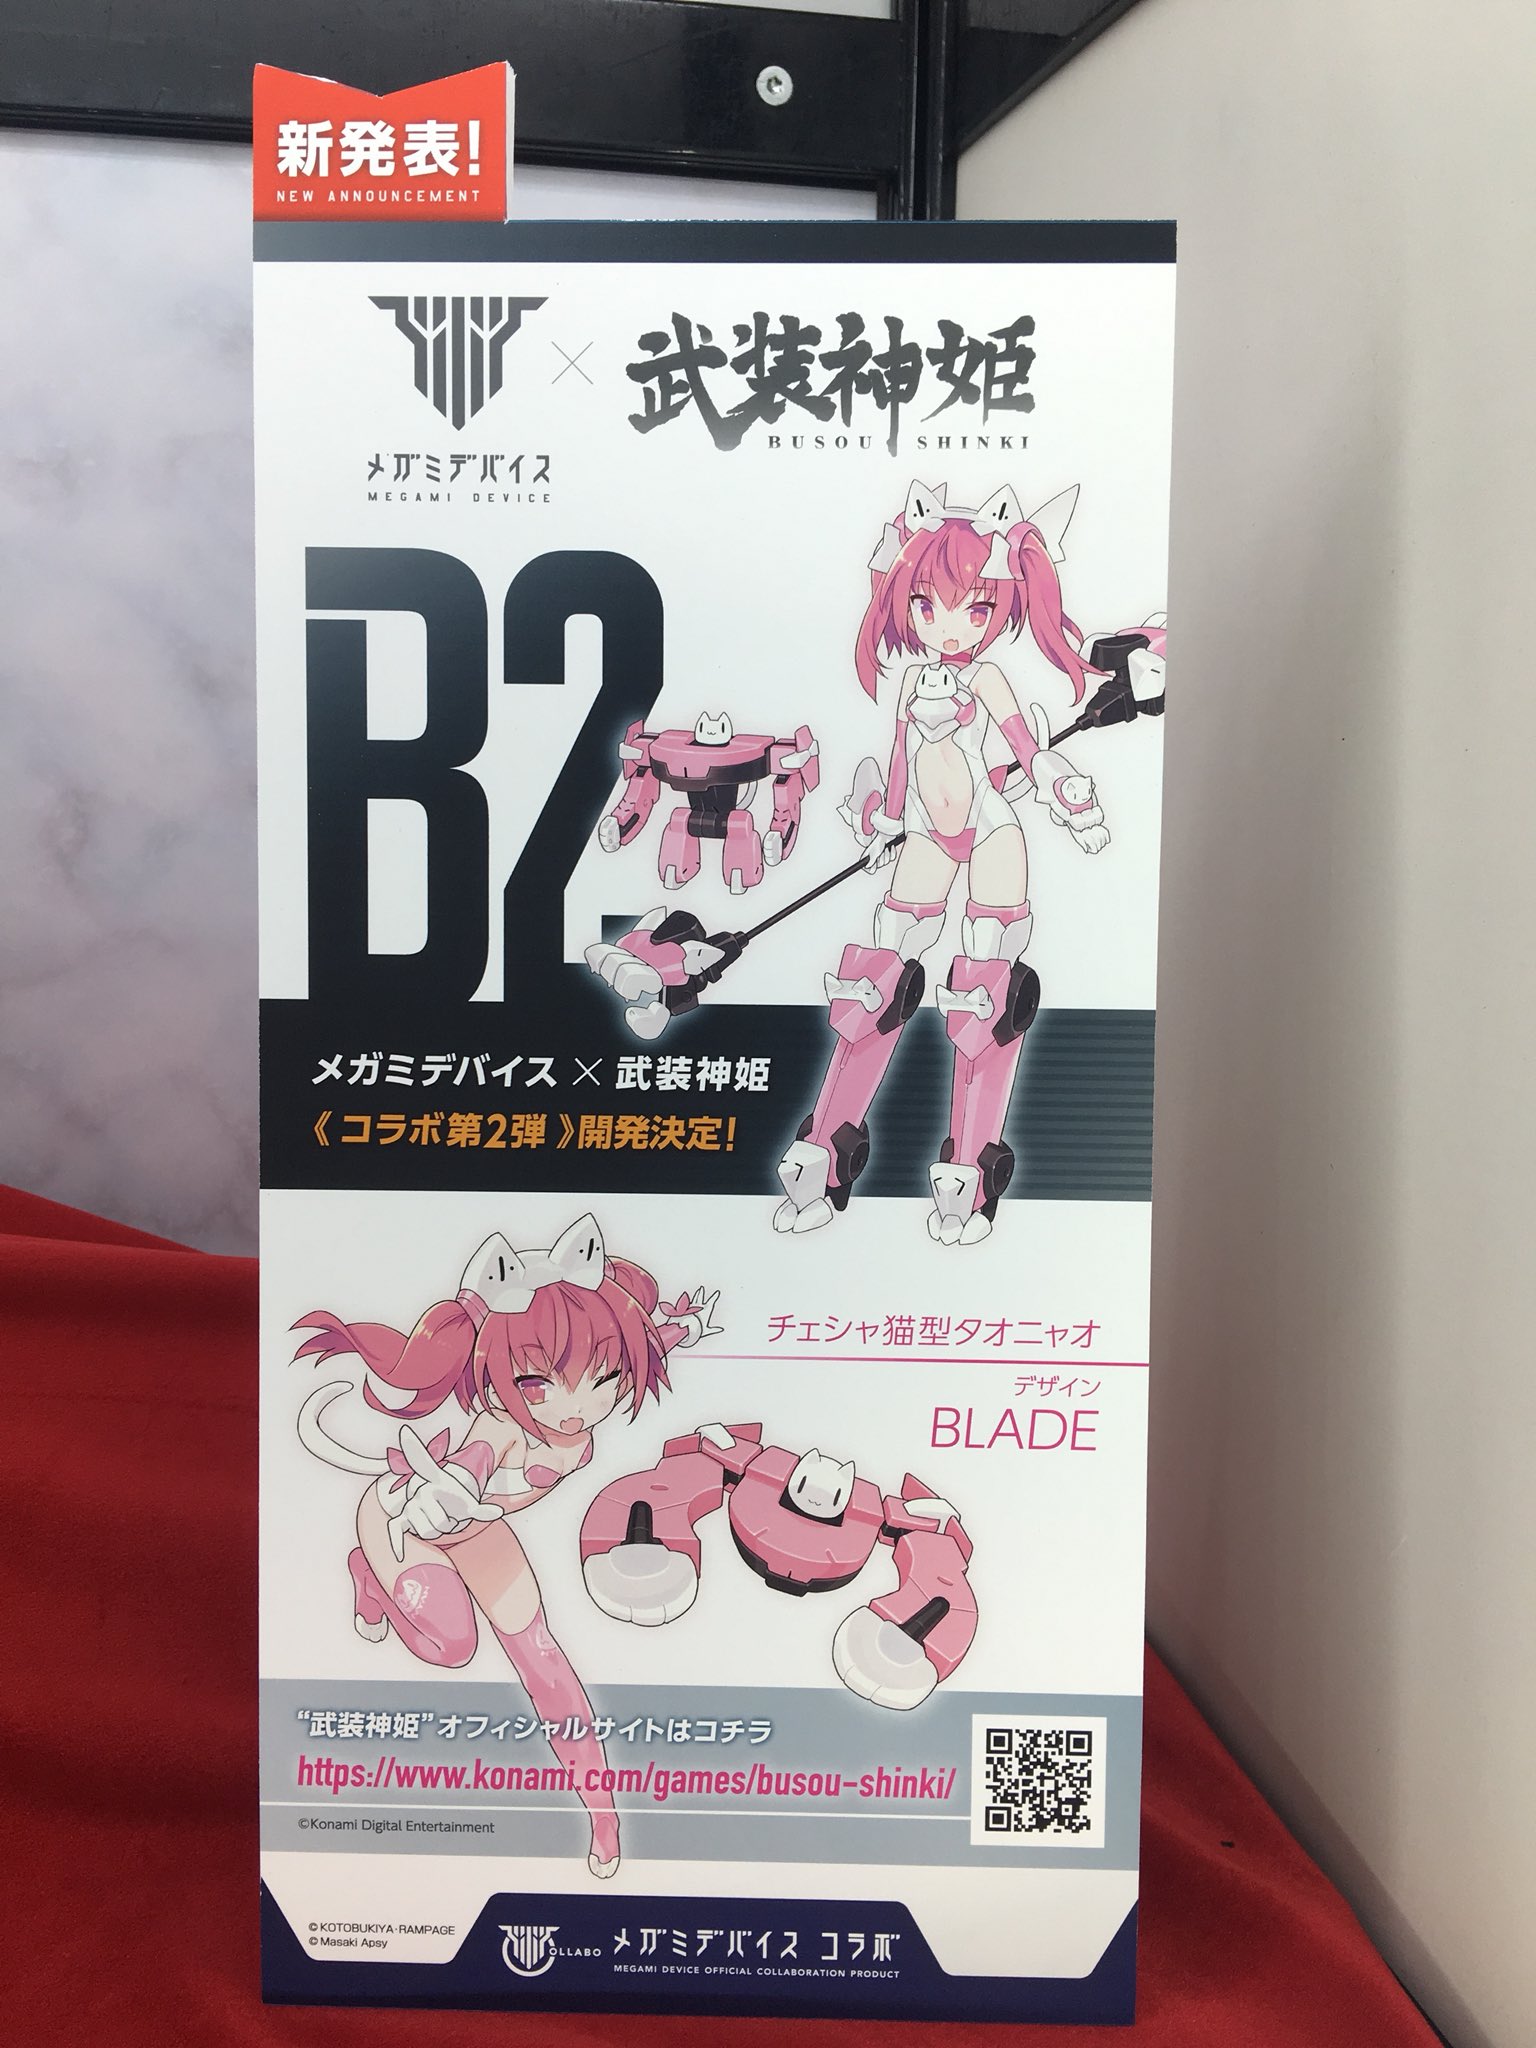 新発表!
NEW ANNOUNCEMENT
×
武装神姫
BUSOU SHINKI
メガミデバイス
MEGAMI DEVICE
B2
メガミデバイス×武装神姫
《コラボ第2弾》開発決定!
チェシャ猫型タオニャオ
デザイン
BLADE
“武装神姫”オフィシャルサイトはコチラ
https://www.konami.com/games/busou-shinki/
©Konami Digital Entertainment
©KOTOBUKIYA・RAMPAGE
©Masaki Apsy
COLLABO
メガミデバイス コラボ
MEGAMI DEVICE OFFICIAL COLLABORATION PRODUCT